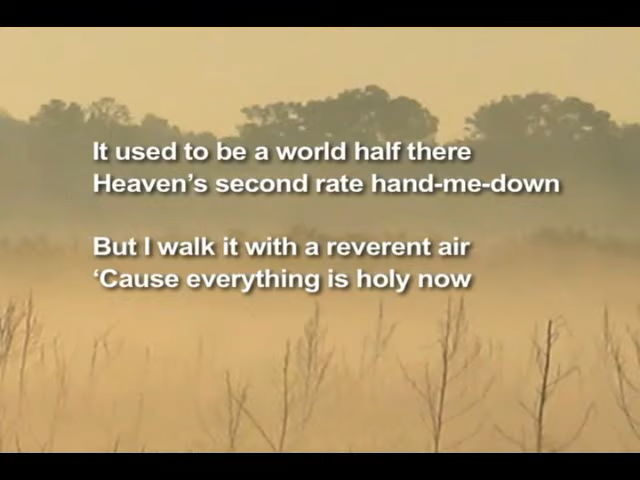 It used to be a world half there
Heaven’s second rate hand-me-down
But I walk it with a reverent air
‘Cause everything is holy now